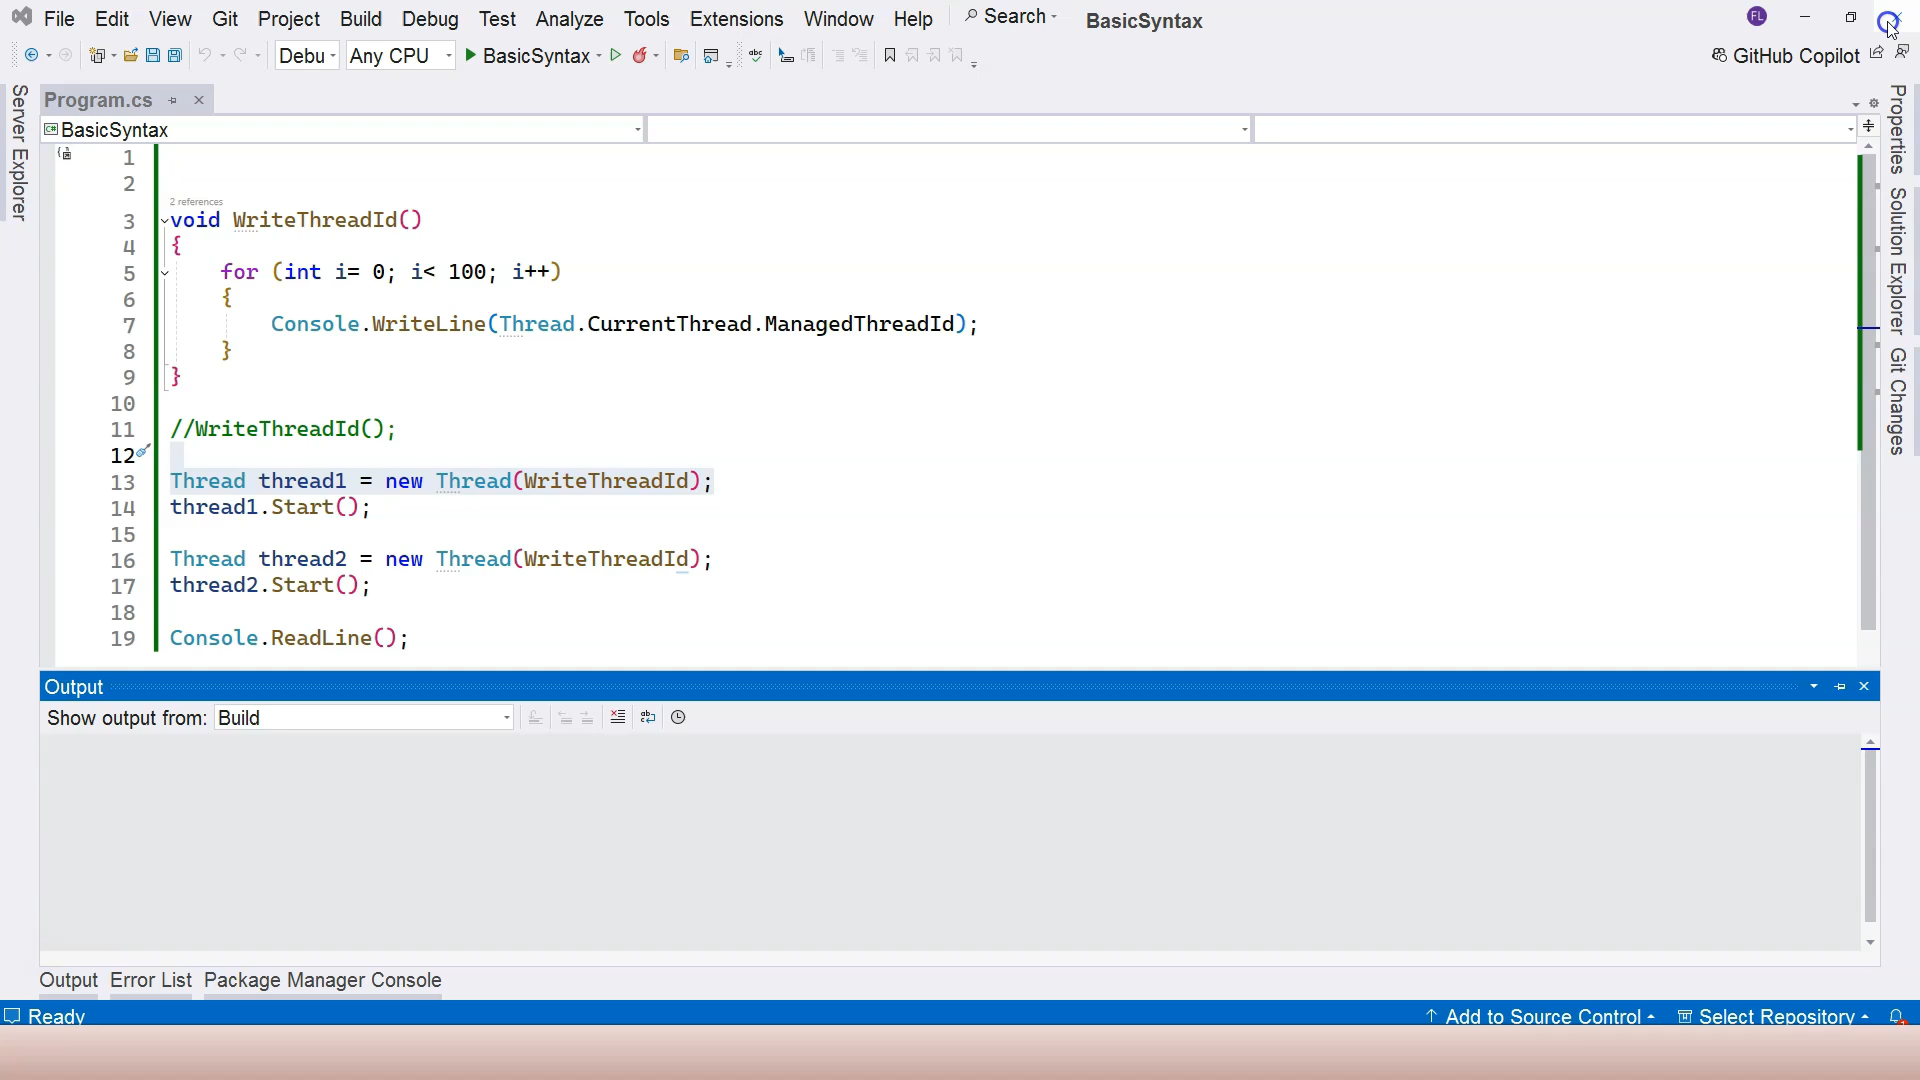 File Edit View Git Project Build Debug Test Analyze Tools Extensions Window Help Search BasicSyntax FL
Debu Any CPU BasicSyntax GitHub Copilot
Server Explorer
Program.cs
BasicSyntax
1
2
2 references
3 void WriteThreadId()
4 {
5 for (int i= 0; i< 100; i++)
6 {
7 Console.WriteLine(Thread.CurrentThread.ManagedThreadId);
8 }
9 }
10
11 //WriteThreadId();
12
13 Thread thread1 = new Thread(WriteThreadId);
14 thread1.Start();
15
16 Thread thread2 = new Thread(WriteThreadId);
17 thread2.Start();
18
19 Console.ReadLine();
Properties
Solution Explorer
Git Changes
Output
Show output from: Build
Output Error List Package Manager Console
Ready Add to Source Control Select Repository